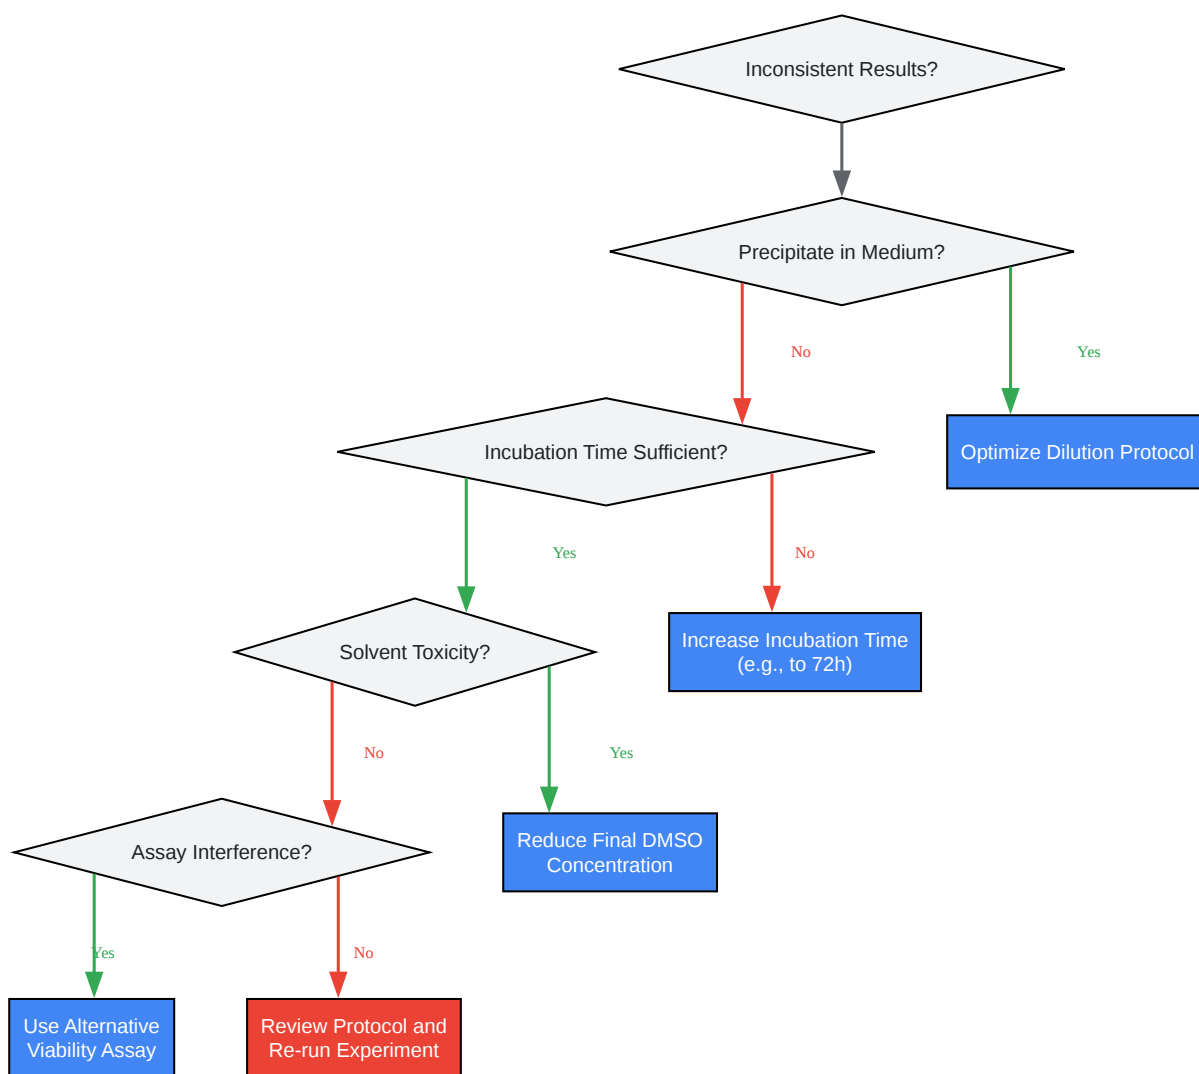 Inconsistent Results?
Precipitate in Medium?
No
Yes
Incubation Time Sufficient?
Optimize Dilution Protocol
Yes
No
Solvent Toxicity?
Increase Incubation Time
(e.g., to 72h)
No
Yes
Assay Interference?
Reduce Final DMSO
Concentration
Yes
No
Use Alternative
Viability Assay
Review Protocol and
Re-run Experiment